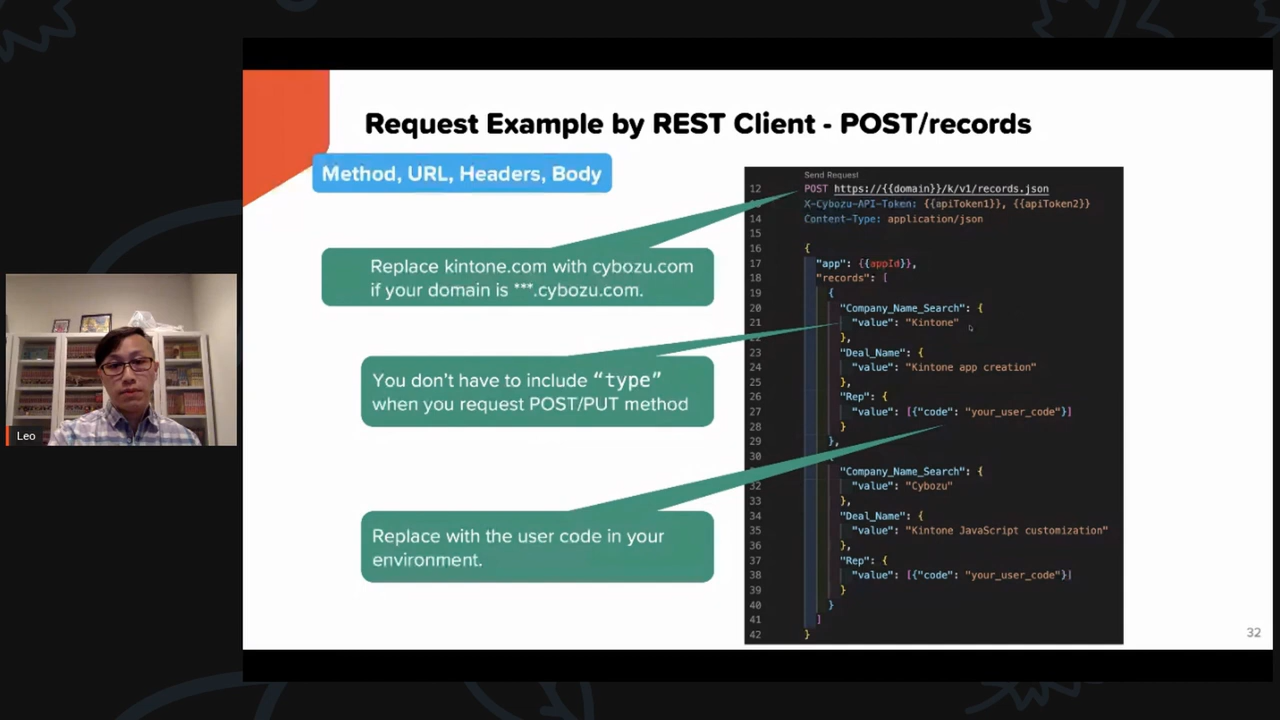 Request Example by REST Client - POST/records
Method, URL, Headers, Body
Replace kintone.com with cybozu.com
if your domain is ***.cybozu.com.
You don't have to include “type”
when you request POST/PUT method
Replace with the user code in your
environment.
Send Request
12 POST https://{{domain}}/k/v1/records.json
X-Cybozu-API-Token: {{apiToken1}}, {{apiToken2}}
14 Content-Type: application/json
15
16 {
17 "app": {{appId}},
18 "records": [
19 {
20 "Company_Name_Search": {
21 "value": "Kintone"
},
23 "Deal_Name": {
24 "value": "Kintone app creation"
25 },
26 "Rep": {
27 "value": [{"code": "your_user_code"}]
28 }
29 },
30
"Company_Name_Search": {
32 "value": "Cybozu"
33 },
34 "Deal_Name": {
35 "value": "Kintone JavaScript customization"
36 },
37 "Rep": {
38 "value": [{"code": "your_user_code"}]
39 }
40 }
41 ]
42 }
32
Leo